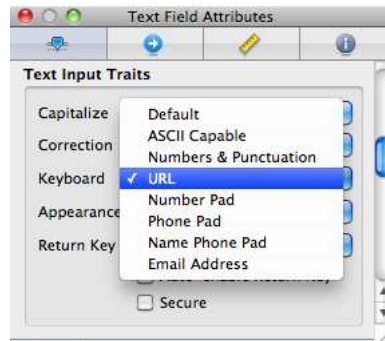 Text Field Attributes
Text Input Traits
Capitalize
Correction
Keyboard
Appearance
Return Key
Default
ASCII Capable
Numbers & Punctuation
✓ URL
Number Pad
Phone Pad
Name Phone Pad
Email Address
Secure